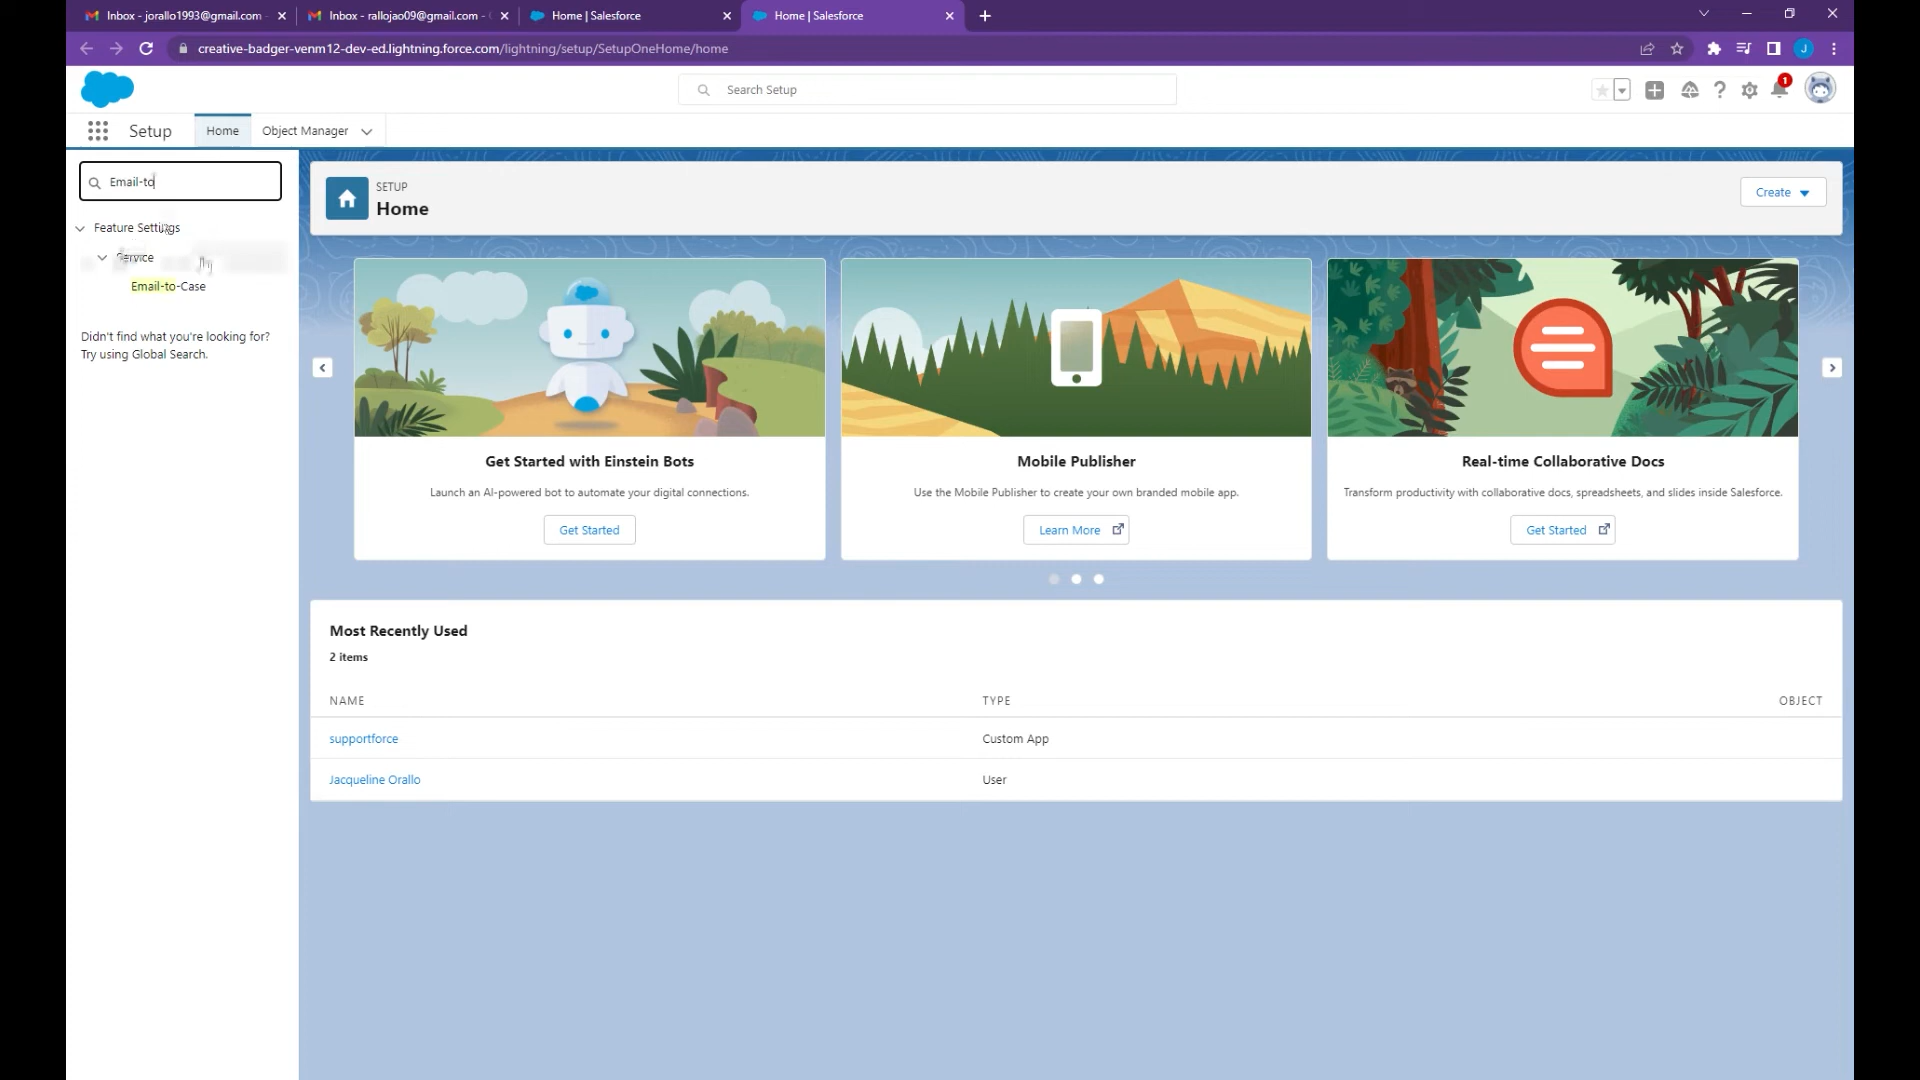 Inbox - jorallo1993@gmail.com -
Inbox - rallojao09@gmail.com -
Home | Salesforce
Home | Salesforce
creative-badger-venm12-dev-ed.lightning.force.com/lightning/setup/SetupOneHome/home
J
Search Setup
1
Setup
Home
Object Manager
Email-to
Feature Settings
Service
Email-to-Case
Didn't find what you're looking for?
Try using Global Search.
SETUP
Home
Create
Get Started with Einstein Bots
Launch an AI-powered bot to automate your digital connections.
Get Started
Mobile Publisher
Use the Mobile Publisher to create your own branded mobile app.
Learn More
Real-time Collaborative Docs
Transform productivity with collaborative docs, spreadsheets, and slides inside Salesforce.
Get Started
Most Recently Used
2 items
NAME TYPE OBJECT
supportforce Custom App
Jacqueline Orallo User